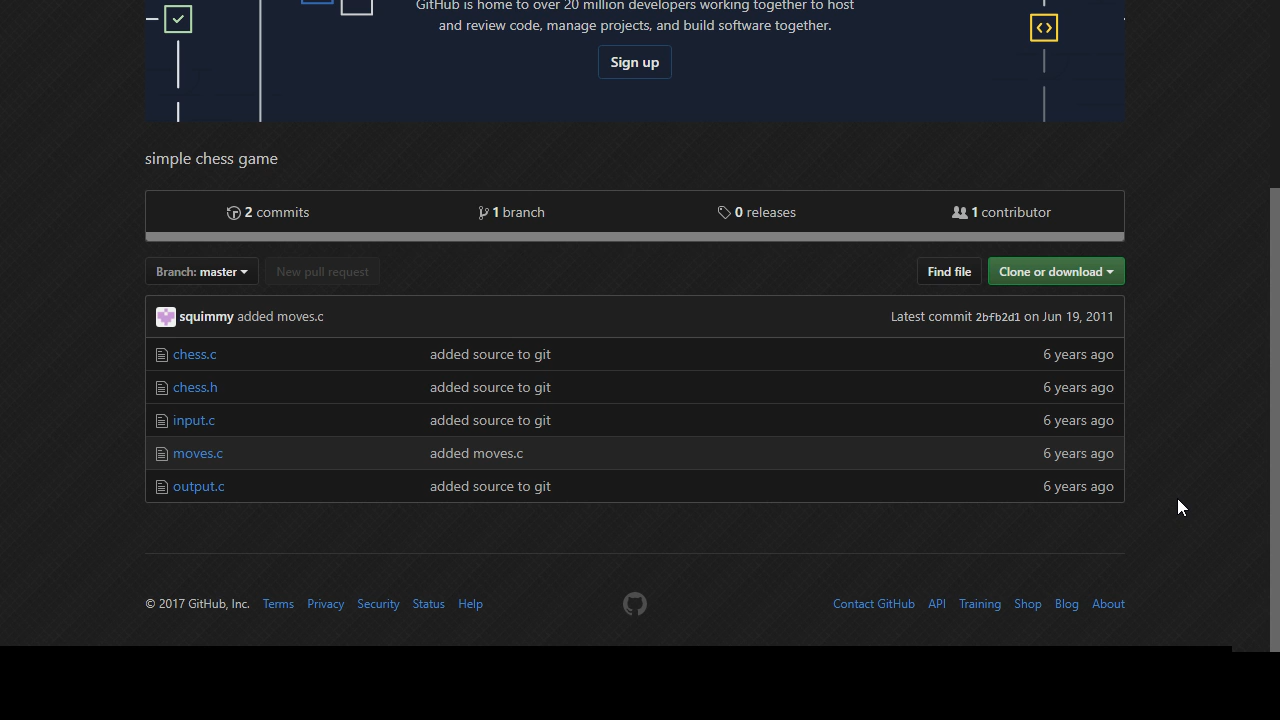 GitHub is home to over 20 million developers working together to host
and review code, manage projects, and build software together.
Sign up
simple chess game
2 commits 1 branch 0 releases 1 contributor
Branch: master New pull request Find file Clone or download
squimmy added moves.c Latest commit 2bfb2d1 on Jun 19, 2011
chess.c added source to git 6 years ago
chess.h added source to git 6 years ago
input.c added source to git 6 years ago
moves.c added moves.c 6 years ago
output.c added source to git 6 years ago
© 2017 GitHub, Inc. Terms Privacy Security Status Help Contact GitHub API Training Shop Blog About